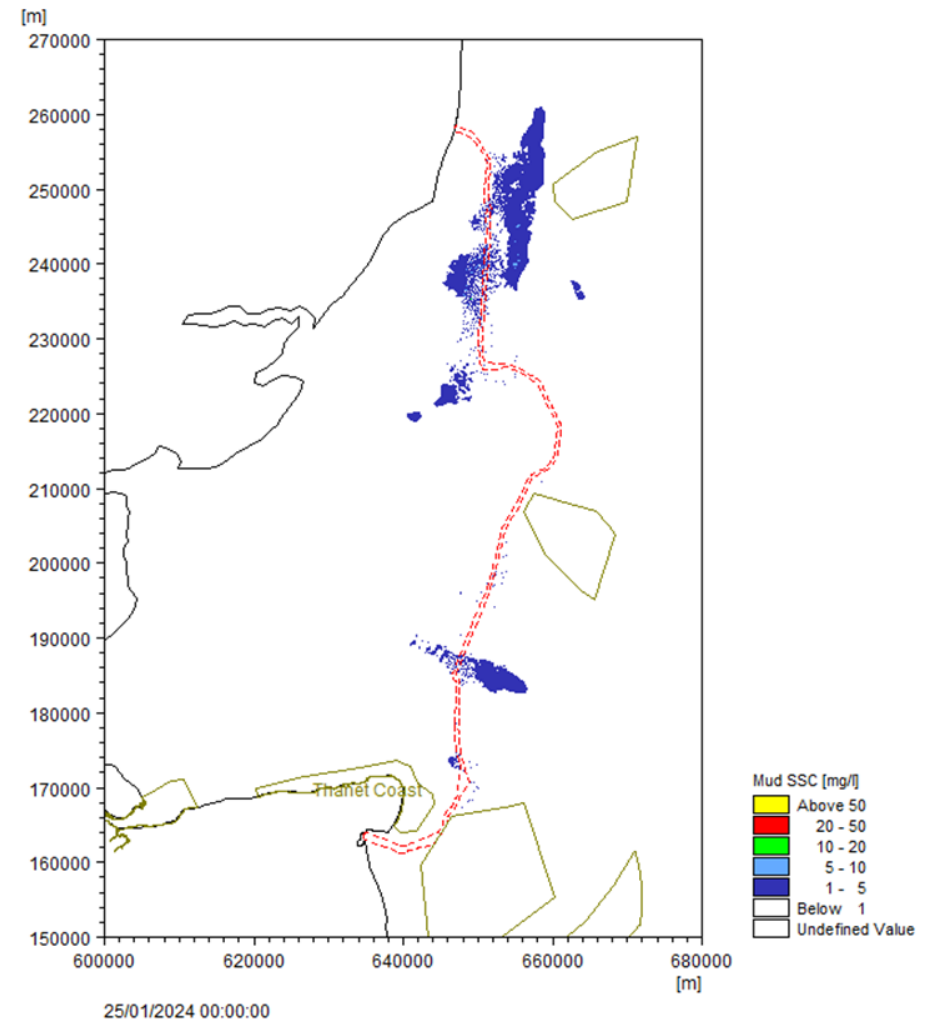 [m]
270000
260000
250000
240000
230000
220000
210000
200000
190000
180000
170000
160000
150000
Thanet Coast
600000 620000 640000 660000 680000
[m]
25/01/2024 00:00:00
Mud SSC [mg/l]
Above 50
20 - 50
10 - 20
5 - 10
1 - 5
Below 1
Undefined Value